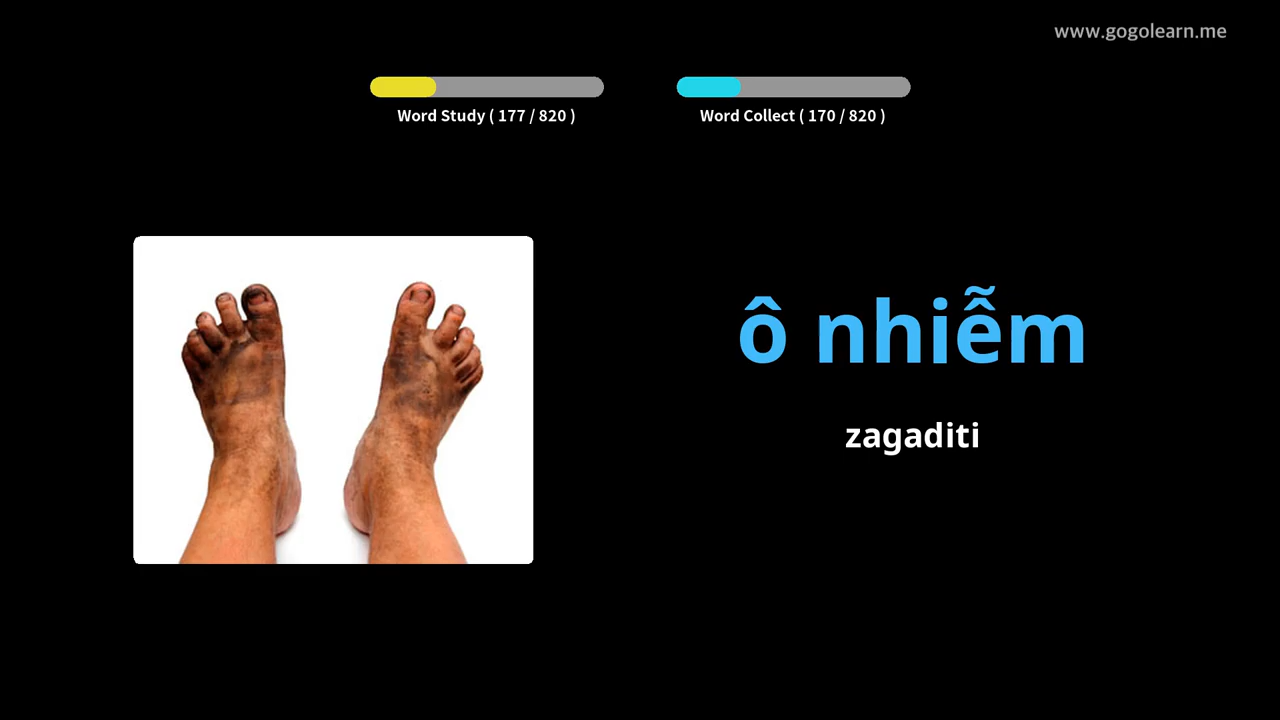 www.gogolearn.me
Word Study ( 177 / 820 )
Word Collect ( 170 / 820 )
ô nhiễm
zagaditi